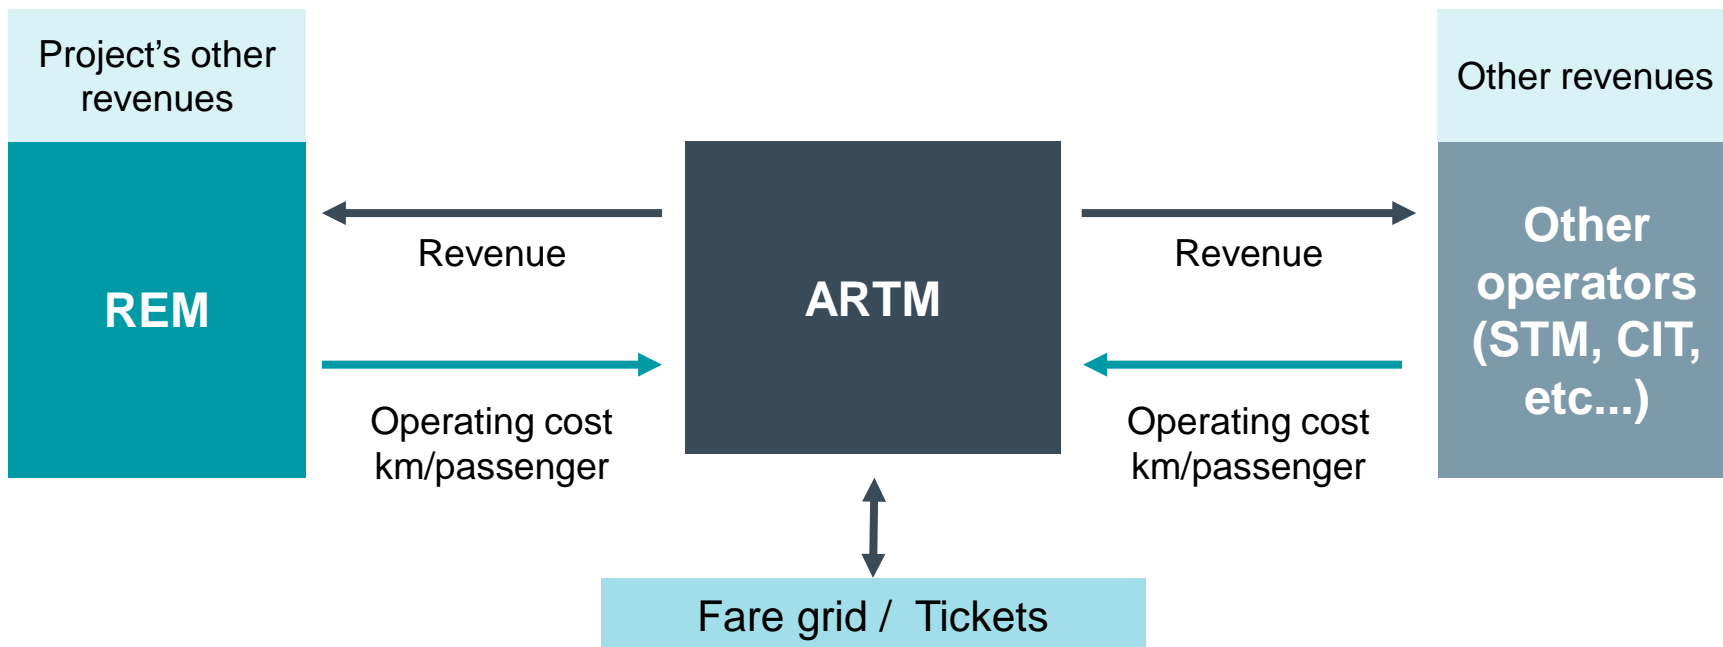 Project's other
revenues
REM
Revenue
Operating cost
km/passenger
ARTM
Revenue
Operating cost
km/passenger
Other revenues
Other
operators
(STM, CIT,
etc...)
Fare grid / Tickets